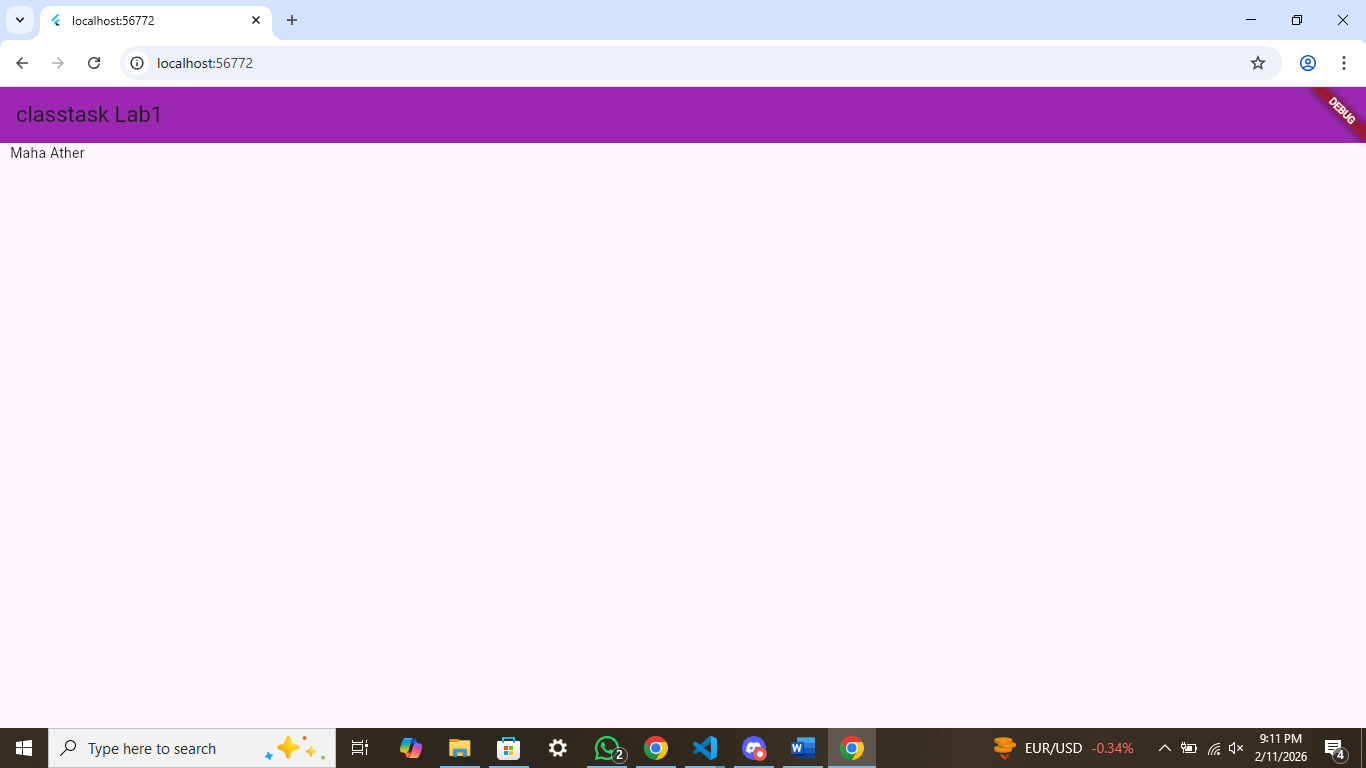 localhost:56772
localhost:56772
classtask Lab1
DEBUG
Maha Ather
Type here to search
2
EUR/USD -0.34%
9:11 PM
2/11/2026
4